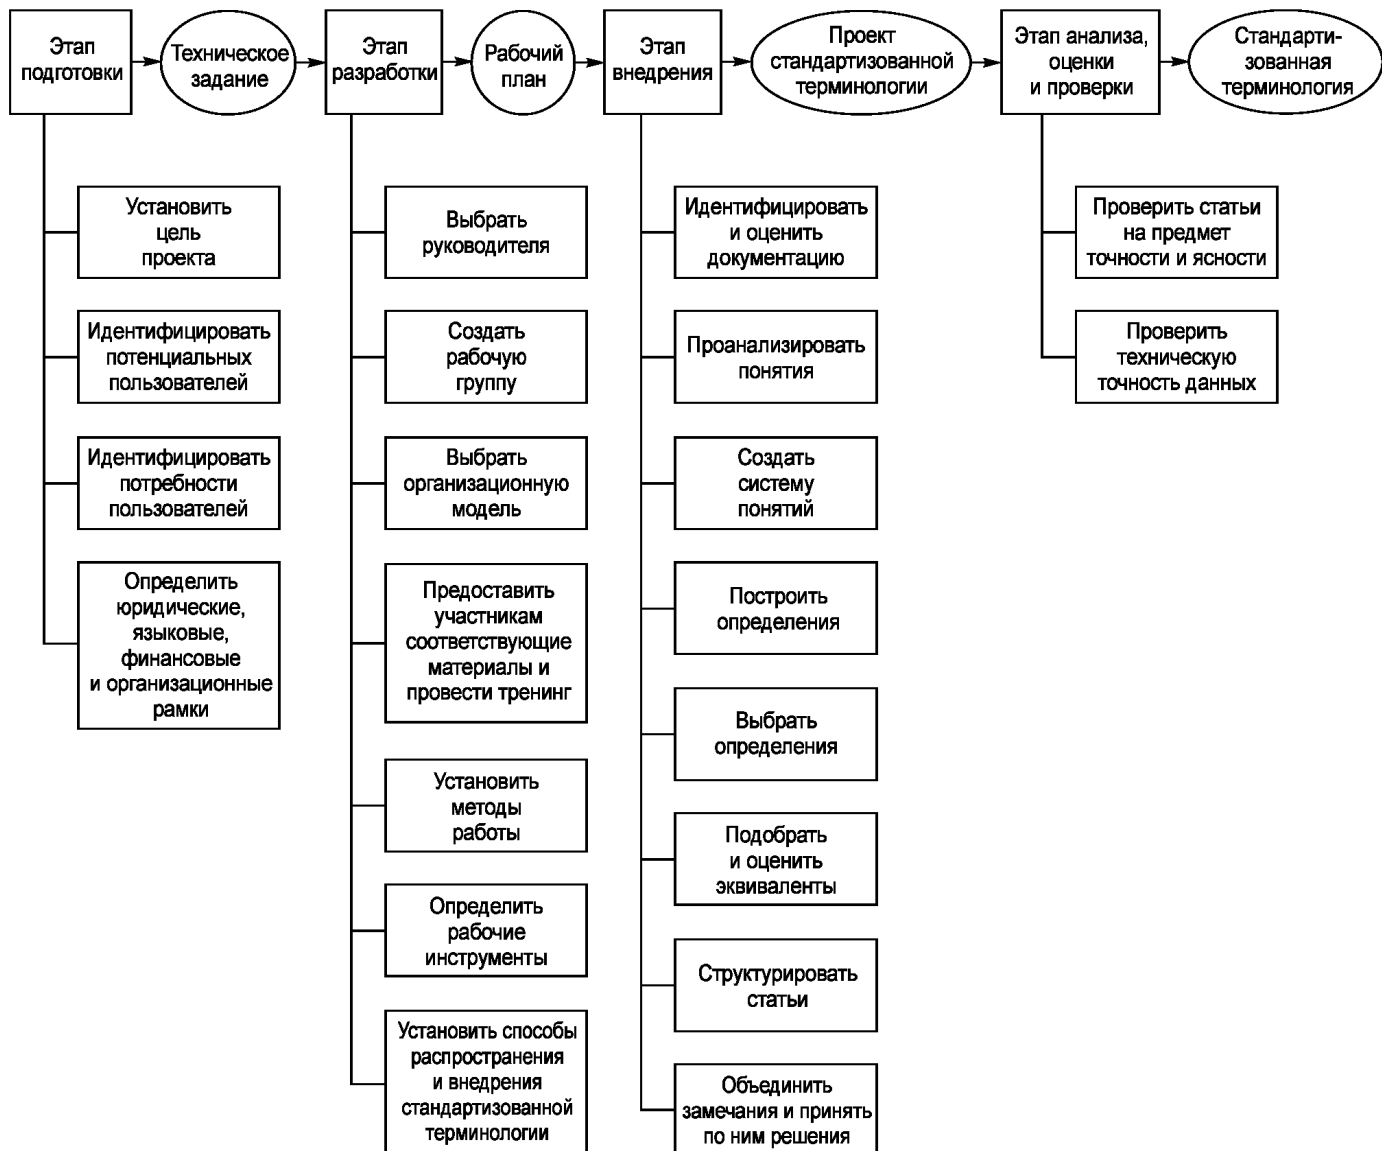 Этап
подготовки
Техническое
задание
Этап
разработки
Рабочий
план
Этап
внедрения
Проект
стандартизованной
терминологии
Этап анализа,
оценки
и проверки
Стандарти-
зованная
терминология
Установить
цель
проекта
Идентифицировать
потенциальных
пользователей
Идентифицировать
потребности
пользователей
Определить
юридические,
языковые,
финансовые
и организационные
рамки
Выбрать
руководителя
Создать
рабочую
группу
Выбрать
организационную
модель
Предоставить
участникам
соответствующие
материалы и
провести тренинг
Установить
методы
работы
Определить
рабочие
инструменты
Установить способы
распространения
и внедрения
стандартизованной
терминологии
Идентифицировать
и оценить
документацию
Проанализировать
понятия
Создать
систему
понятий
Построить
определения
Выбрать
определения
Подобрать
и оценить
эквиваленты
Структурировать
статьи
Объединить
замечания и принять
по ним решения
Проверить статьи
на предмет
точности и ясности
Проверить
техническую
точность данных